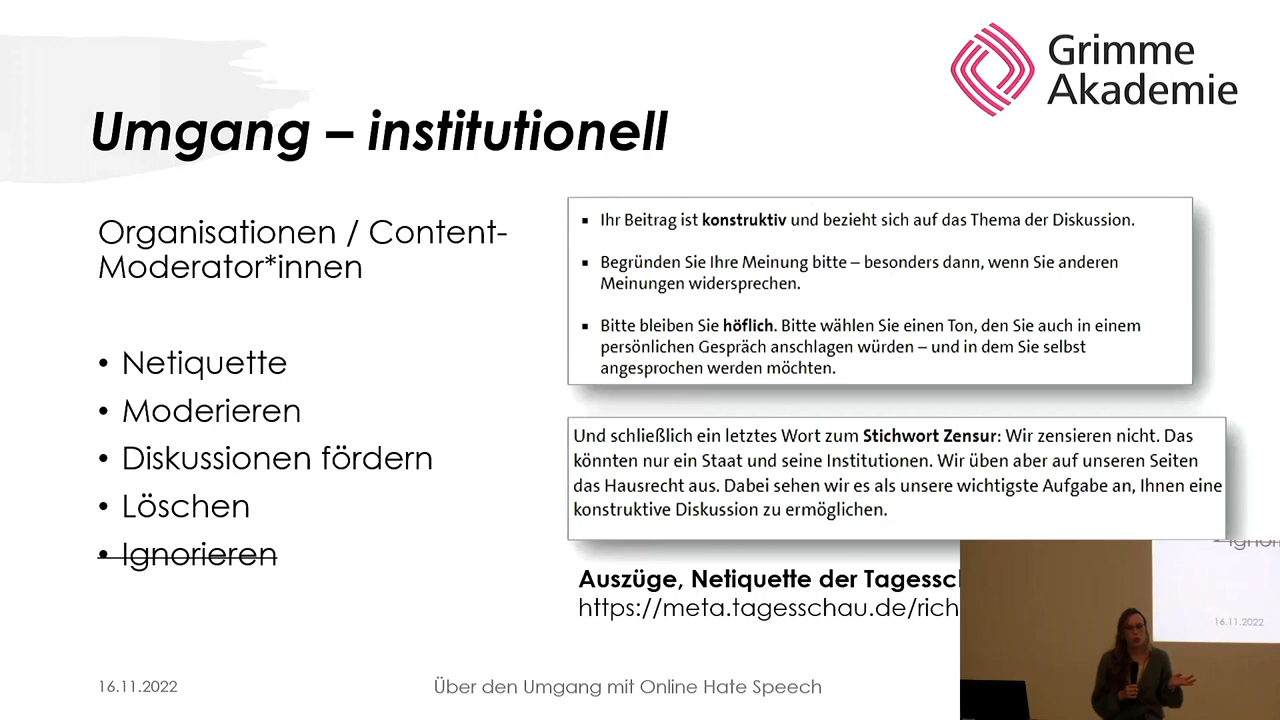 Grimme
Akademie
Umgang – institutionell
Organisationen / Content-
Moderator*innen
• Netiquette
• Moderieren
• Diskussionen fördern
• Löschen
• Ignorieren
▪ Ihr Beitrag ist konstruktiv und bezieht sich auf das Thema der Diskussion.
▪ Begründen Sie Ihre Meinung bitte – besonders dann, wenn Sie anderen
Meinungen widersprechen.
▪ Bitte bleiben Sie höflich. Bitte wählen Sie einen Ton, den Sie auch in einem
persönlichen Gespräch anschlagen würden – und in dem Sie selbst
angesprochen werden möchten.
Und schließlich ein letztes Wort zum Stichwort Zensur: Wir zensieren nicht. Das
könnten nur ein Staat und seine Institutionen. Wir üben aber auf unseren Seiten
das Hausrecht aus. Dabei sehen wir es als unsere wichtigste Aufgabe an, Ihnen eine
konstruktive Diskussion zu ermöglichen.
Auszüge, Netiquette der Tagessc
https://meta.tagesschau.de/rich
16.11.2022
Über den Umgang mit Online Hate Speech
16.11.2022